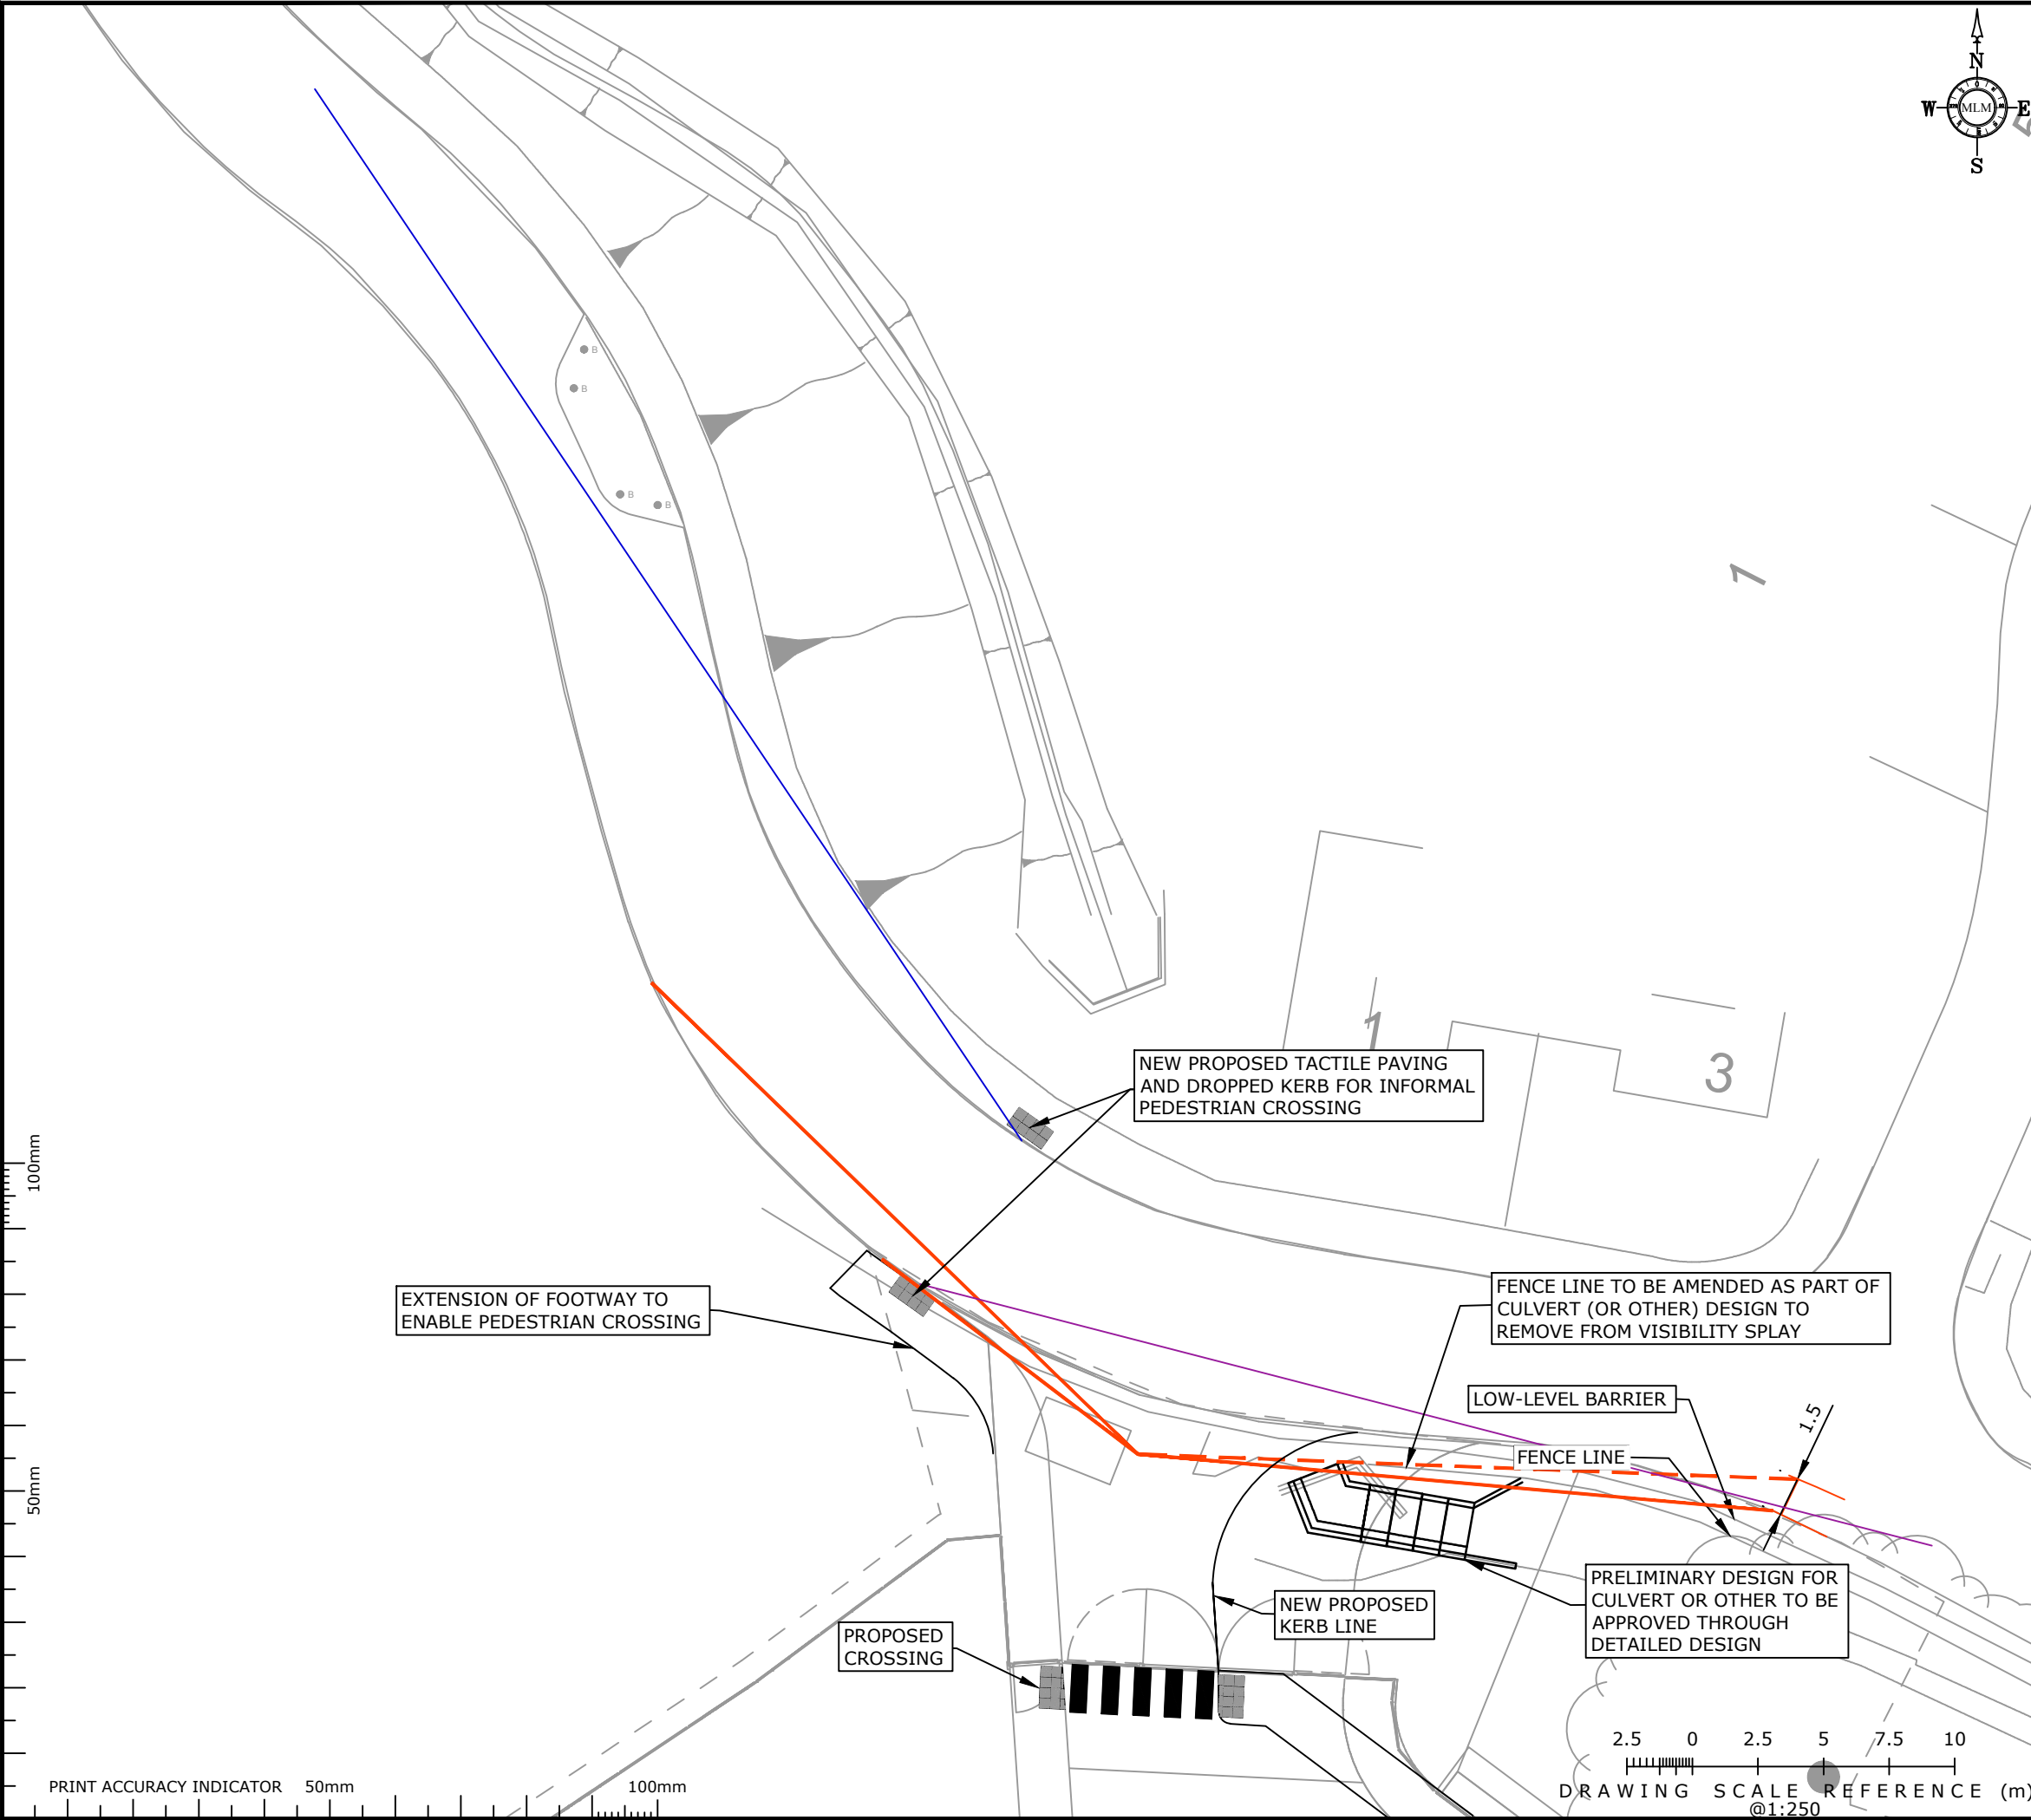 N
W
MLM
E
S
B
B
B
B
1
1
3
NEW PROPOSED TACTILE PAVING
AND DROPPED KERB FOR INFORMAL
PEDESTRIAN CROSSING
EXTENSION OF FOOTWAY TO
ENABLE PEDESTRIAN CROSSING
FENCE LINE TO BE AMENDED AS PART OF
CULVERT (OR OTHER) DESIGN TO
REMOVE FROM VISIBILITY SPLAY
LOW-LEVEL BARRIER
1.5
FENCE LINE
PRELIMINARY DESIGN FOR
CULVERT OR OTHER TO BE
APPROVED THROUGH
DETAILED DESIGN
NEW PROPOSED
KERB LINE
PROPOSED
CROSSING
100mm
50mm
PRINT ACCURACY INDICATOR 50mm 100mm
2.5 0 2.5 5 7.5 10
DRAWING SCALE REFERENCE (m)
@1:250